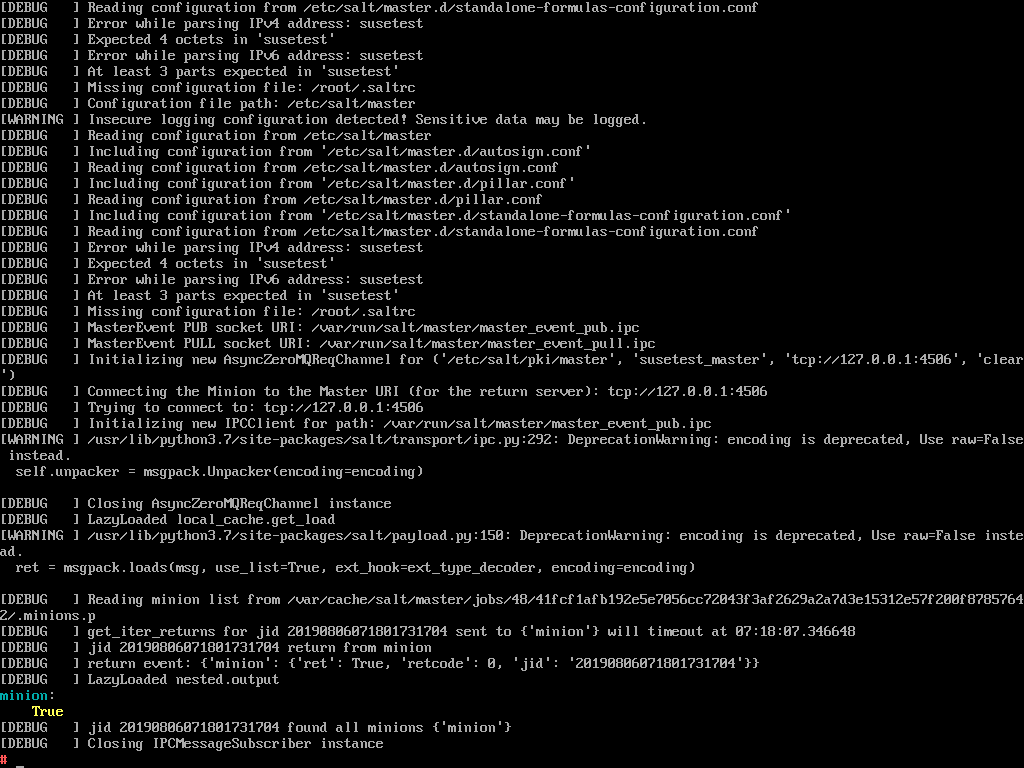 [DEBUG   ] Reading configuration from /etc/salt/master.d/standalone-formulas-configuration.conf
[DEBUG   ] Error while parsing IPv4 address: susetest
[DEBUG   ] Expected 4 octets in 'susetest'
[DEBUG   ] Error while parsing IPv6 address: susetest
[DEBUG   ] At least 3 parts expected in 'susetest'
[DEBUG   ] Missing configuration file: /root/.saltrc
[DEBUG   ] Configuration file path: /etc/salt/master
[WARNING ] Insecure logging configuration detected! Sensitive data may be logged.
[DEBUG   ] Reading configuration from /etc/salt/master
[DEBUG   ] Including configuration from '/etc/salt/master.d/autosign.conf'
[DEBUG   ] Reading configuration from /etc/salt/master.d/autosign.conf
[DEBUG   ] Including configuration from '/etc/salt/master.d/pillar.conf'
[DEBUG   ] Reading configuration from /etc/salt/master.d/pillar.conf
[DEBUG   ] Including configuration from '/etc/salt/master.d/standalone-formulas-configuration.conf'
[DEBUG   ] Reading configuration from /etc/salt/master.d/standalone-formulas-configuration.conf
[DEBUG   ] Error while parsing IPv4 address: susetest
[DEBUG   ] Expected 4 octets in 'susetest'
[DEBUG   ] Error while parsing IPv6 address: susetest
[DEBUG   ] At least 3 parts expected in 'susetest'
[DEBUG   ] Missing configuration file: /root/.saltrc
[DEBUG   ] MasterEvent PUB socket URI: /var/run/salt/master/master_event_pub.ipc
[DEBUG   ] MasterEvent PULL socket URI: /var/run/salt/master/master_event_pull.ipc
[DEBUG   ] Initializing new AsyncZeroMQReqChannel for ('/etc/salt/pki/master', 'susetest_master', 'tcp://127.0.0.1:4506', 'clear
')
[DEBUG   ] Connecting the Minion to the Master URI (for the return server): tcp://127.0.0.1:4506
[DEBUG   ] Trying to connect to: tcp://127.0.0.1:4506
[DEBUG   ] Initializing new IPCClient for path: /var/run/salt/master/master_event_pub.ipc
[WARNING ] /usr/lib/python3.7/site-packages/salt/transport/ipc.py:292: DeprecationWarning: encoding is deprecated, Use raw=False
 instead.
  self.unpacker = msgpack.Unpacker(encoding=encoding)
[DEBUG   ] Closing AsyncZeroMQReqChannel instance
[DEBUG   ] LazyLoaded local_cache.get_load
[WARNING ] /usr/lib/python3.7/site-packages/salt/payload.py:150: DeprecationWarning: encoding is deprecated, Use raw=False inste
ad.
  ret = msgpack.loads(msg, use_list=True, ext_hook=ext_type_decoder, encoding=encoding)
[DEBUG   ] Reading minion list from /var/cache/salt/master/jobs/48/41fcf1afb192e5e7056cc72043f3af2629a2a7d3e15312e57f200f8785764
2/.minions.p
[DEBUG   ] get_iter_returns for jid 20190806071801731704 sent to {'minion'} will timeout at 07:18:07.346648
[DEBUG   ] jid 20190806071801731704 return from minion
[DEBUG   ] return event: {'minion': {'ret': True, 'retcode': 0, 'jid': '20190806071801731704'}}
[DEBUG   ] LazyLoaded nested.output
minion:
    True
[DEBUG   ] jid 20190806071801731704 found all minions {'minion'}
[DEBUG   ] Closing IPCMessageSubscriber instance
# _